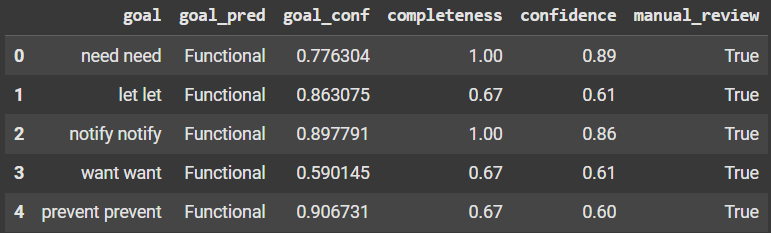 goal goal_pred goal_conf completeness confidence manual_review
0 need need Functional 0.776304 1.00 0.89 True
1 let let Functional 0.863075 0.67 0.61 True
2 notify notify Functional 0.897791 1.00 0.86 True
3 want want Functional 0.590145 0.67 0.61 True
4 prevent prevent Functional 0.906731 0.67 0.60 True